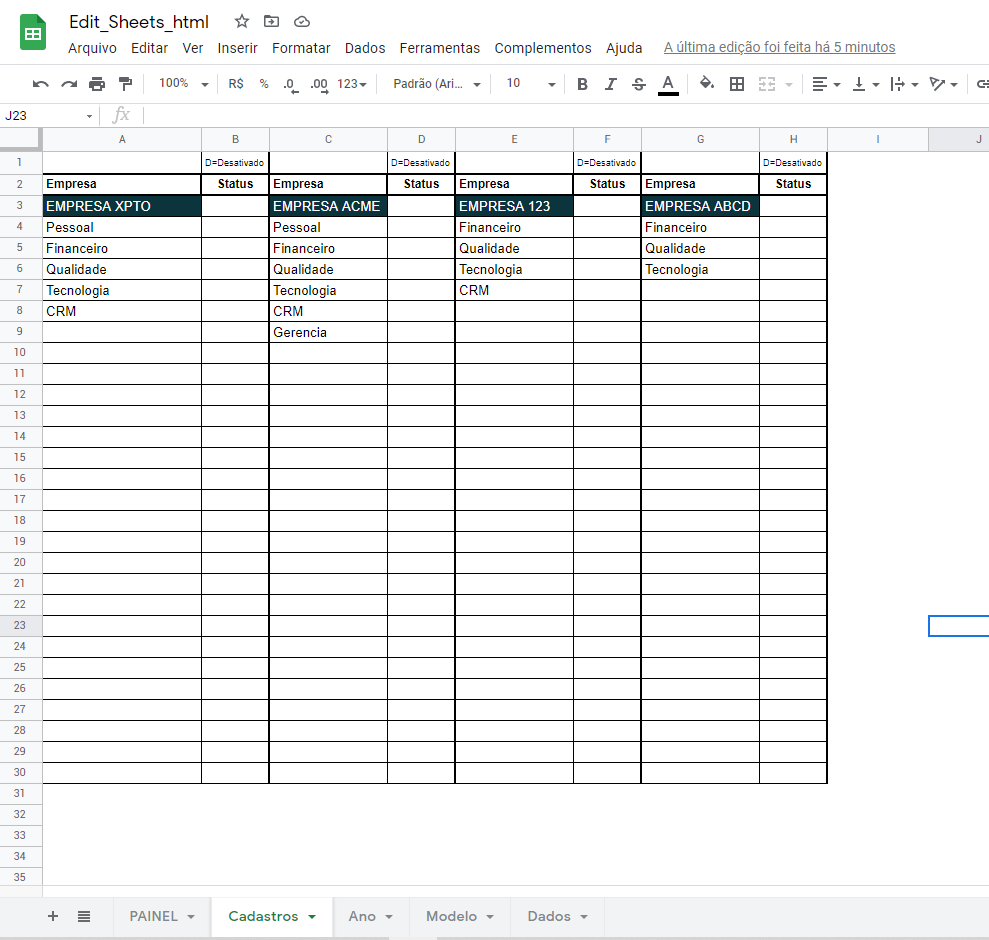 Edit_Sheets_html
Arquivo Editar Ver Inserir Formatar Dados Ferramentas Complementos Ajuda A última edição foi feita há 5 minutos
100% R$ % .0 .00 123 Padrão (Ari... 10 B I S A
J23 fx
A B C D E F G H I J
1 D=Desativado D=Desativado D=Desativado D=Desativado
2 Empresa Status Empresa Status Empresa Status Empresa Status
3 EMPRESA XPTO EMPRESA ACME EMPRESA 123 EMPRESA ABCD
4 Pessoal Pessoal Financeiro Financeiro
5 Financeiro Financeiro Qualidade Qualidade
6 Qualidade Qualidade Tecnologia Tecnologia
7 Tecnologia Tecnologia CRM
8 CRM CRM
9 Gerencia
10
11
12
13
14
15
16
17
18
19
20
21
22
23
24
25
26
27
28
29
30
31
32
33
34
35
PAINEL Cadastros Ano Modelo Dados